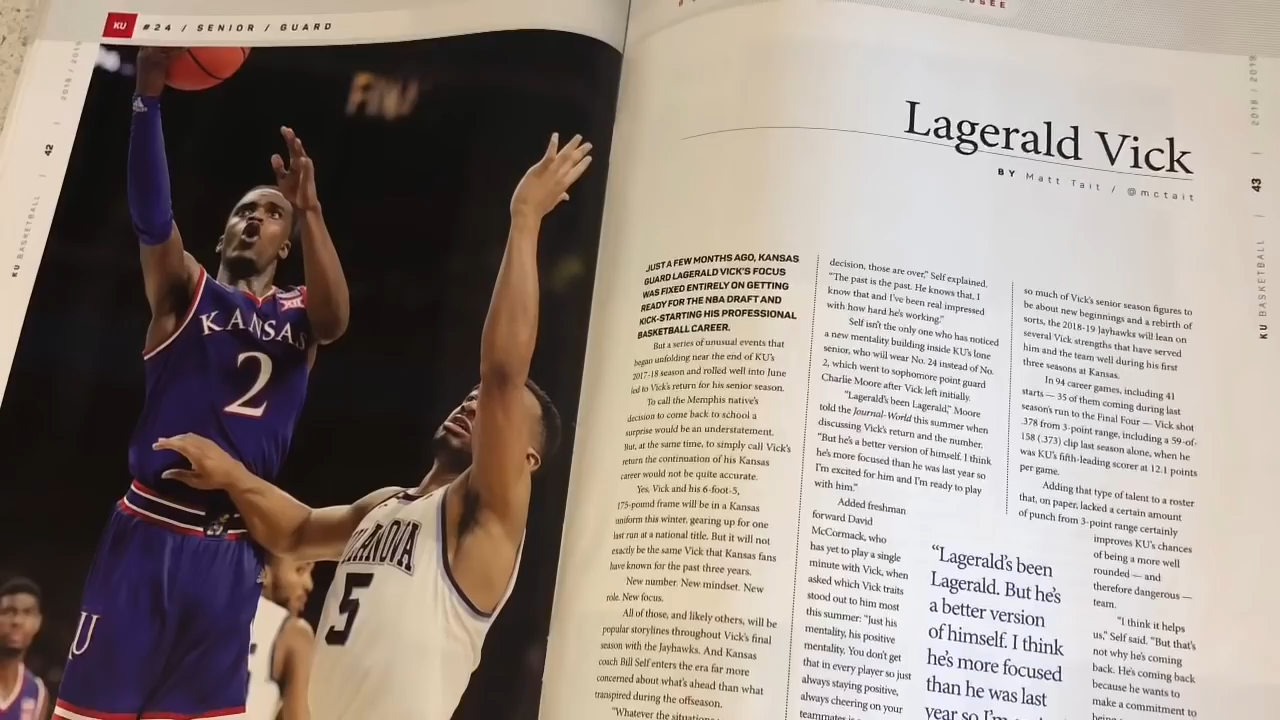 KU #24 / SENIOR / GUARD
KU BASKETBALL | 42 | 2018 / 2019
KANSAS
2
XII
KU
5
Lagerald Vick
BY Matt Tait / @mctait
JUST A FEW MONTHS AGO, KANSAS
GUARD LAGERALD VICK'S FOCUS
WAS FIXED ENTIRELY ON GETTING
READY FOR THE NBA DRAFT AND
KICK-STARTING HIS PROFESSIONAL
BASKETBALL CAREER.
But a series of unusual events that
began unfolding near the end of KU's
2017-18 season and rolled well into June
led to Vick's return for his senior season.
To call the Memphis native's
decision to come back to school a
surprise would be an understatement.
But, at the same time, to simply call Vick's
return the continuation of his Kansas
career would not be quite accurate.
Yes, Vick and his 6-foot-5,
175-pound frame will be in a Kansas
uniform this winter, gearing up for one
last run at a national title. But it will not
exactly be the same Vick that Kansas fans
have known for the past three years.
New number. New mindset. New
role. New focus.
All of those, and likely others, will be
popular storylines throughout Vick's final
season with the Jayhawks. And Kansas
coach Bill Self enters the era far more
concerned about what's ahead than what
transpired during the offseason.
"Whatever the situation
decision, those are over," Self explained.
"The past is the past. He knows that, I
know that and I've been real impressed
with how hard he's working."
Self isn't the only one who has noticed
a new mentality building inside KU's lone
senior, who will wear No. 24 instead of No.
2, which went to sophomore point guard
Charlie Moore after Vick left initially.
"Lagerald's been Lagerald," Moore
told the Journal-World this summer when
discussing Vick's return and the number.
"But he's a better version of himself. I think
he's more focused than he was last year so
I'm excited for him and I'm ready to play
with him."
Added freshman
forward David
McCormack, who
has yet to play a single
minute with Vick, when
asked which Vick traits
stood out to him most
this summer: "Just his
mentality, his positive
mentality. You don't get
that in every player so just
always staying positive,
always cheering on your
teammates
"Lagerald's been
Lagerald. But he's
a better version
of himself. I think
he's more focused
than he was last
year so I'm
so much of Vick's senior season figures to
be about new beginnings and a rebirth of
sorts, the 2018-19 Jayhawks will lean on
several Vick strengths that have served
him and the team well during his first
three seasons at Kansas.
In 94 career games, including 41
starts — 35 of them coming during last
season's run to the Final Four — Vick shot
.378 from 3-point range, including a 59-of-
158 (.373) clip last season alone, when he
was KU's fifth-leading scorer at 12.1 points
per game.
Adding that type of talent to a roster
that, on paper, lacked a certain amount
of punch from 3-point range certainly
improves KU's chances
of being a more well
rounded — and
therefore dangerous —
team.
"I think it helps
us," Self said. "But that's
not why he's coming
back. He's coming back
because he wants to
make a commitment to
being
KU BASKETBALL | 43 | 2018 / 2019